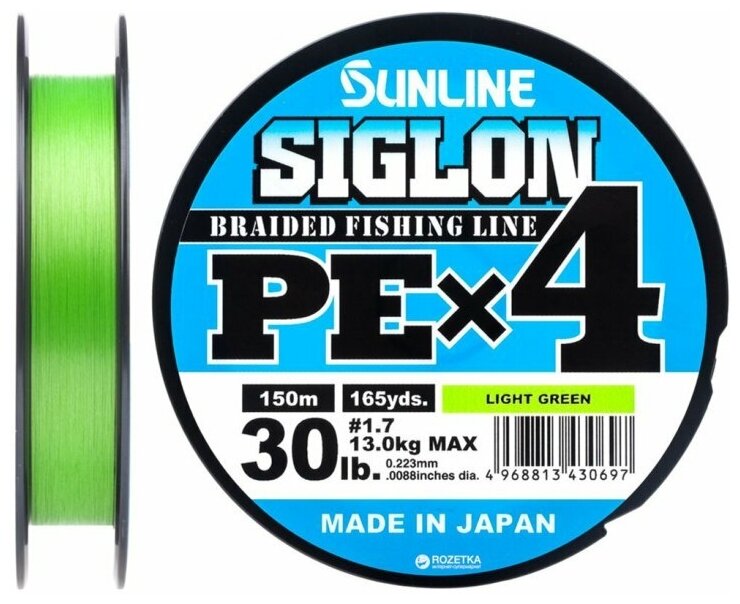 SUNLINE
SIGLON
BRAIDED FISHING LINE
PE×4
150m 165yds. LIGHT GREEN
30lb.
#1.7
13.0kg MAX
0.223mm
.0088inches dia.
4 968813 430697
MADE IN JAPAN
ROZETKA